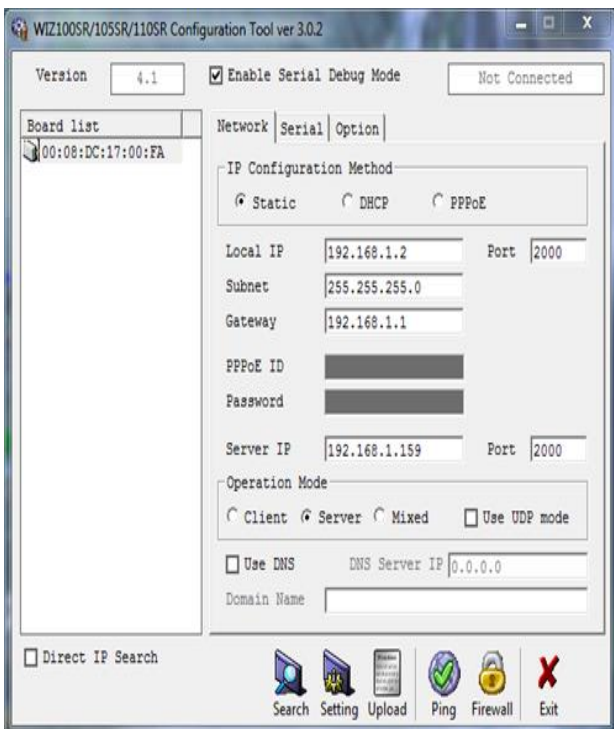 WIZ100SR/105SR/110SR Configuration Tool ver 3.0.2
Version 4.1 Enable Serial Debug Mode Not Connected
Board list
00:08:DC:17:00:FA
Network Serial Option
IP Configuration Method
Static DHCP PPPoE
Local IP 192.168.1.2 Port 2000
Subnet 255.255.255.0
Gateway 192.168.1.1
PPPoE ID
Password
Server IP 192.168.1.159 Port 2000
Operation Mode
Client Server Mixed Use UDP mode
Use DNS DNS Server IP 0.0.0.0
Domain Name
Direct IP Search
Search Setting Upload Ping Firewall Exit